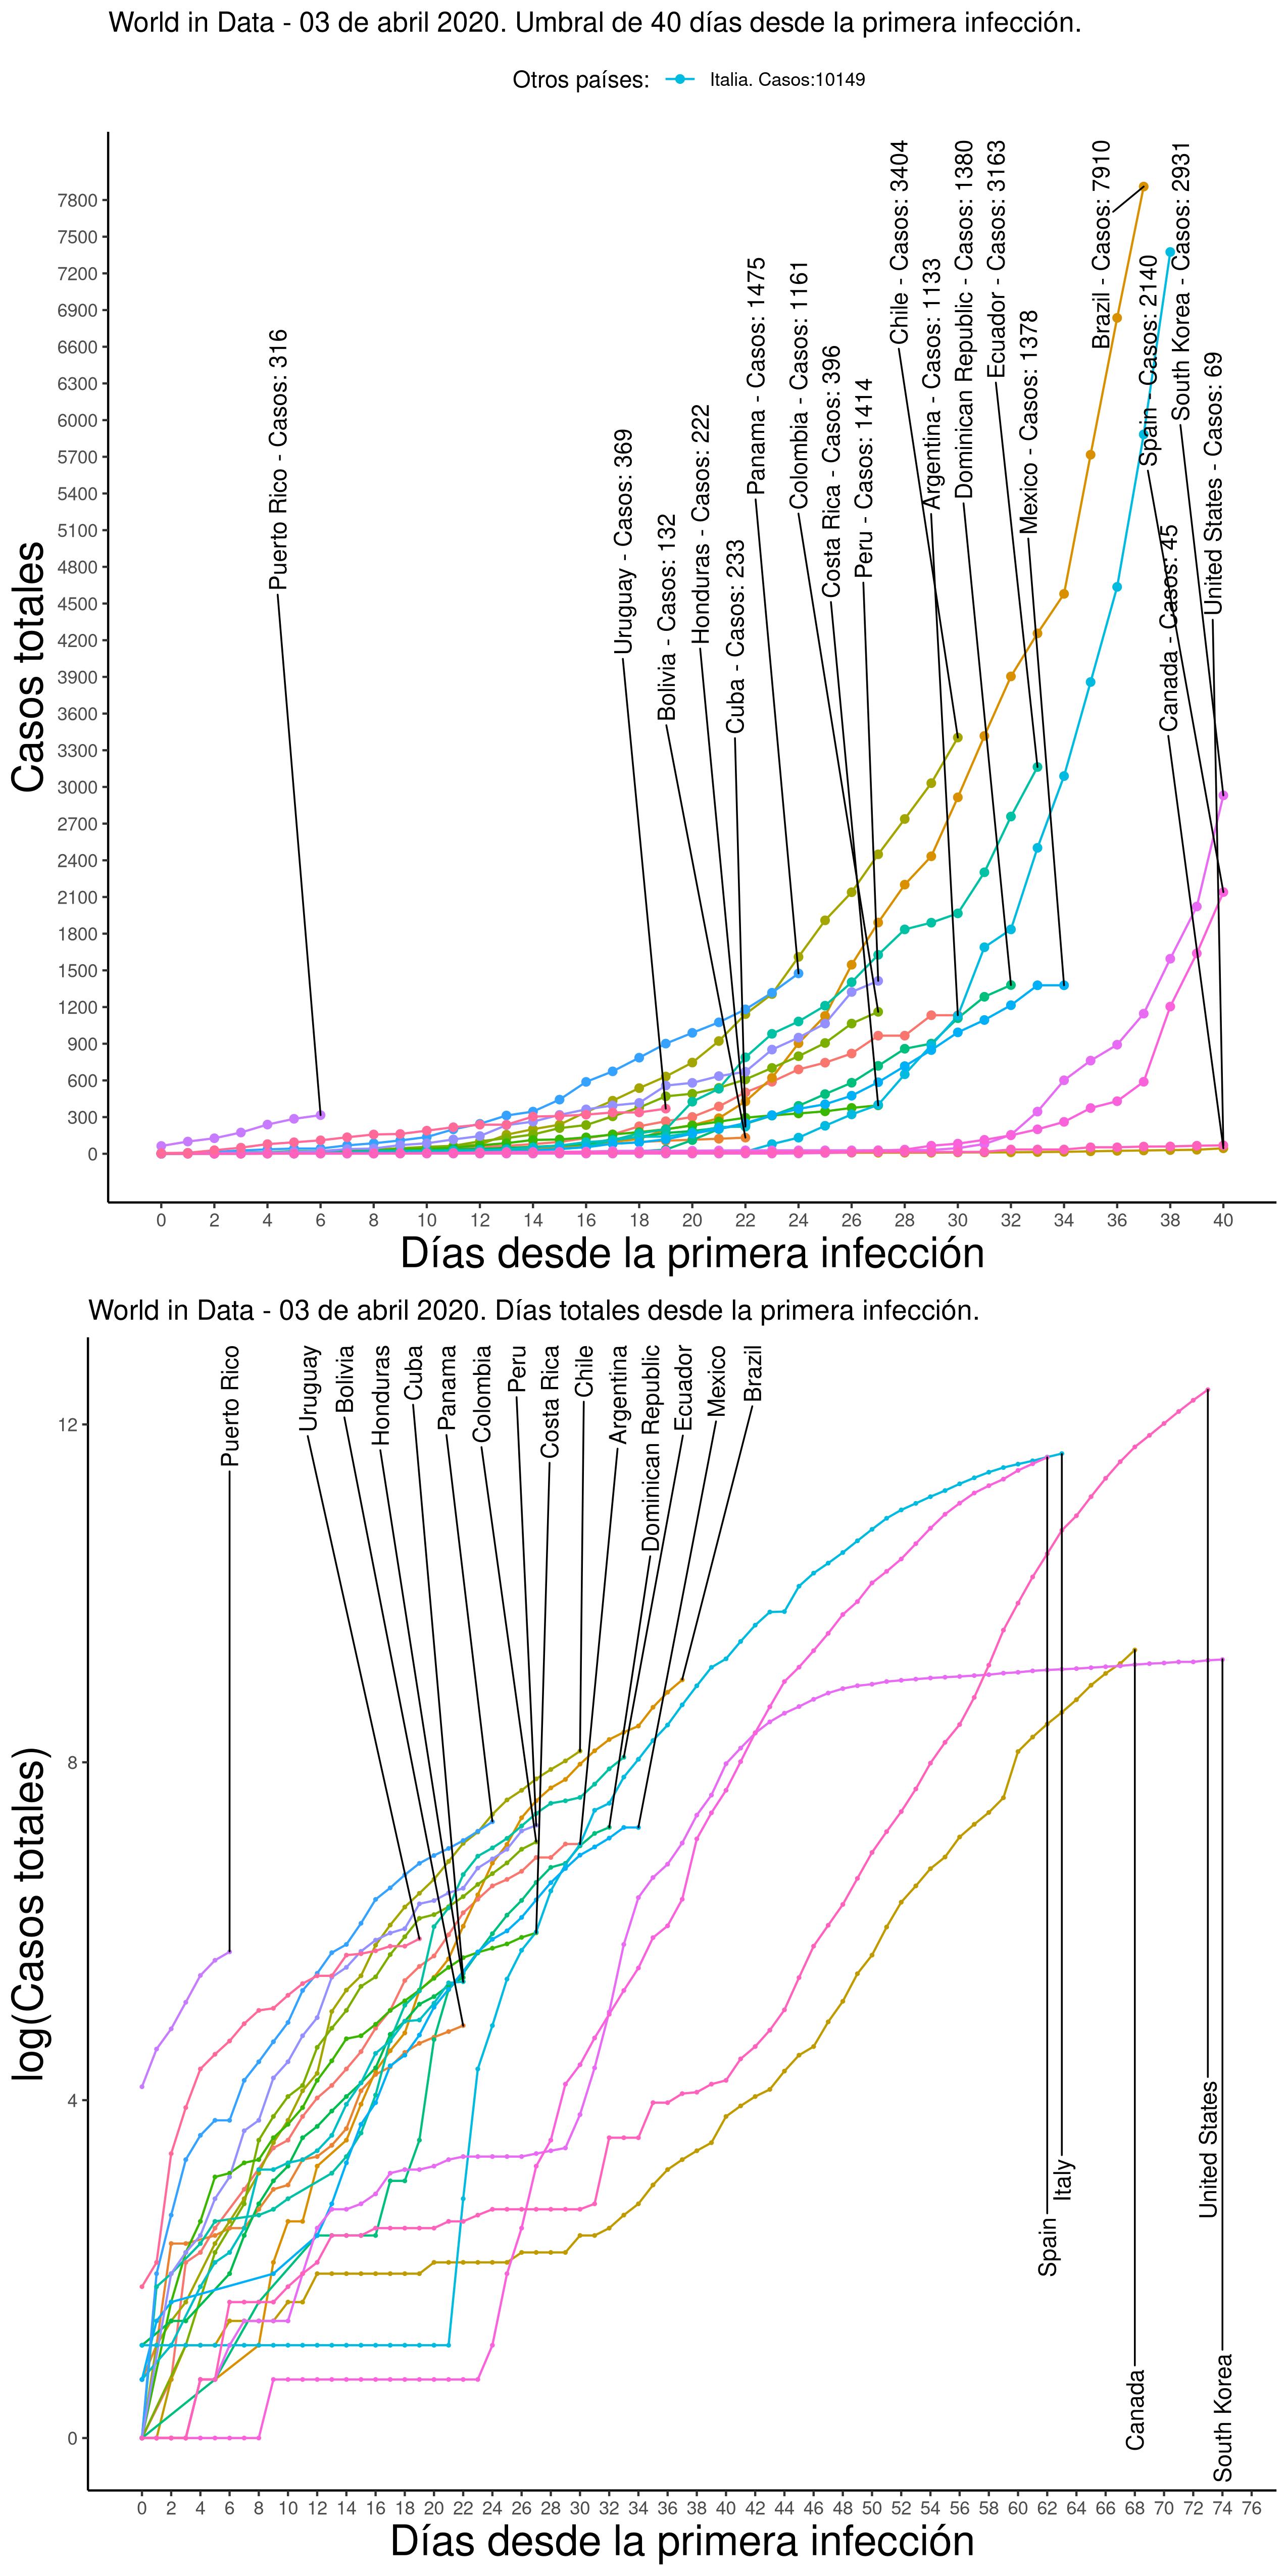 World in Data - 03 de abril 2020. Umbral de 40 días desde la primera infección.
Otros países: Italia. Casos:10149
Casos totales
7800
7500
7200
6900
6600
6300
6000
5700
5400
5100
4800
4500
4200
3900
3600
3300
3000
2700
2400
2100
1800
1500
1200
900
600
300
0
Puerto Rico - Casos: 316
Uruguay - Casos: 369
Bolivia - Casos: 132
Honduras - Casos: 222
Cuba - Casos: 233
Panama - Casos: 1475
Colombia - Casos: 1161
Costa Rica - Casos: 396
Peru - Casos: 1414
Chile - Casos: 3404
Argentina - Casos: 1133
Dominican Republic - Casos: 1380
Ecuador - Casos: 3163
Mexico - Casos: 1378
Brazil - Casos: 7910
Spain - Casos: 2140
Canada - Casos: 45
South Korea - Casos: 2931
United States - Casos: 69
0 2 4 6 8 10 12 14 16 18 20 22 24 26 28 30 32 34 36 38 40
Días desde la primera infección
World in Data - 03 de abril 2020. Días totales desde la primera infección.
log(Casos totales)
12
8
4
0
Puerto Rico
Uruguay
Bolivia
Honduras
Cuba
Panama
Colombia
Peru
Costa Rica
Chile
Argentina
Dominican Republic
Ecuador
Mexico
Brazil
Spain
Italy
Canada
United States
South Korea
0 2 4 6 8 10 12 14 16 18 20 22 24 26 28 30 32 34 36 38 40 42 44 46 48 50 52 54 56 58 60 62 64 66 68 70 72 74 76
Días desde la primera infección